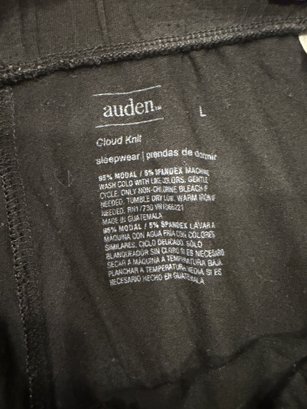 auden™ L
Cloud Knit
sleepwear | prendas de dormir
95% MODAL / 5% SPANDEX MACHINE
WASH COLD WITH LIKE COLORS, GENTLE
CYCLE. ONLY NON-CHLORINE BLEACH IF
NEEDED. TUMBLE DRY LOW. WARM IRON IF
NEEDED. RN17730
MADE IN GUATEMALA
95% MODAL / 5% SPANDEX LAVAR A
MAQUINA CON AGUA FRIA CON COLORES
SIMILARES, CICLO DELICADO. SOLO
BLANQUEADOR SIN CLORO SI ES NECESARIO
SECAR A MAQUINA A TEMPERATURA BAJA.
PLANCHAR A TEMPERATURA MEDIA SI ES
NECESARIO HECHO EN GUATEMALA